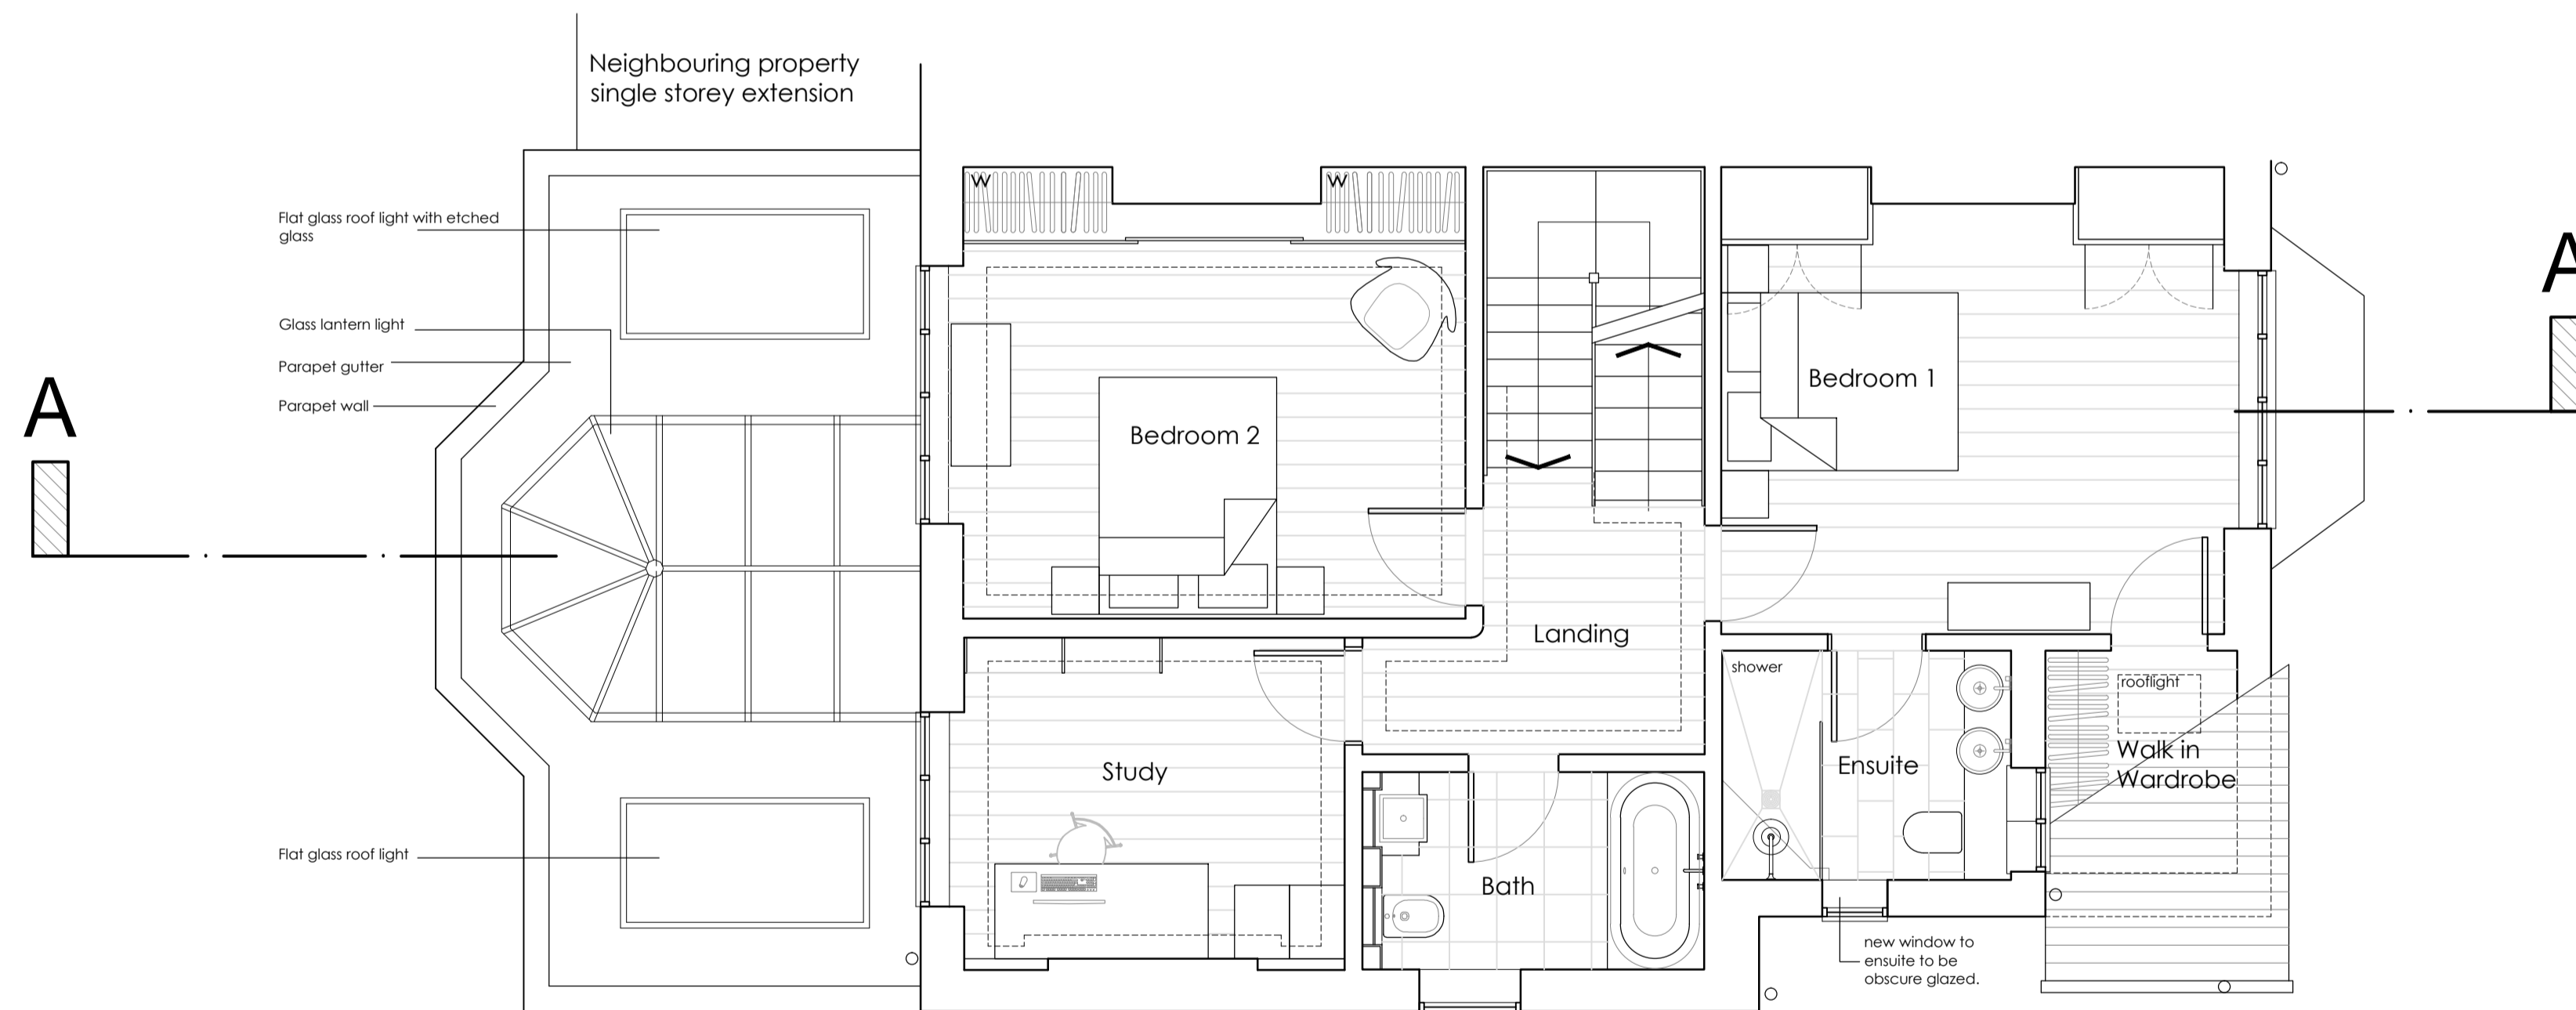 Neighbouring property
single storey extension
W
W
Flat glass roof light with etched
glass
A
Glass lantern light
Parapet gutter
Parapet wall
A
Bedroom 2
Bedroom 1
Landing
shower
rooflight
Study
Ensuite
Walk in
Wardrobe
Flat glass roof light
Bath
new window to
ensuite to be
obscure glazed.